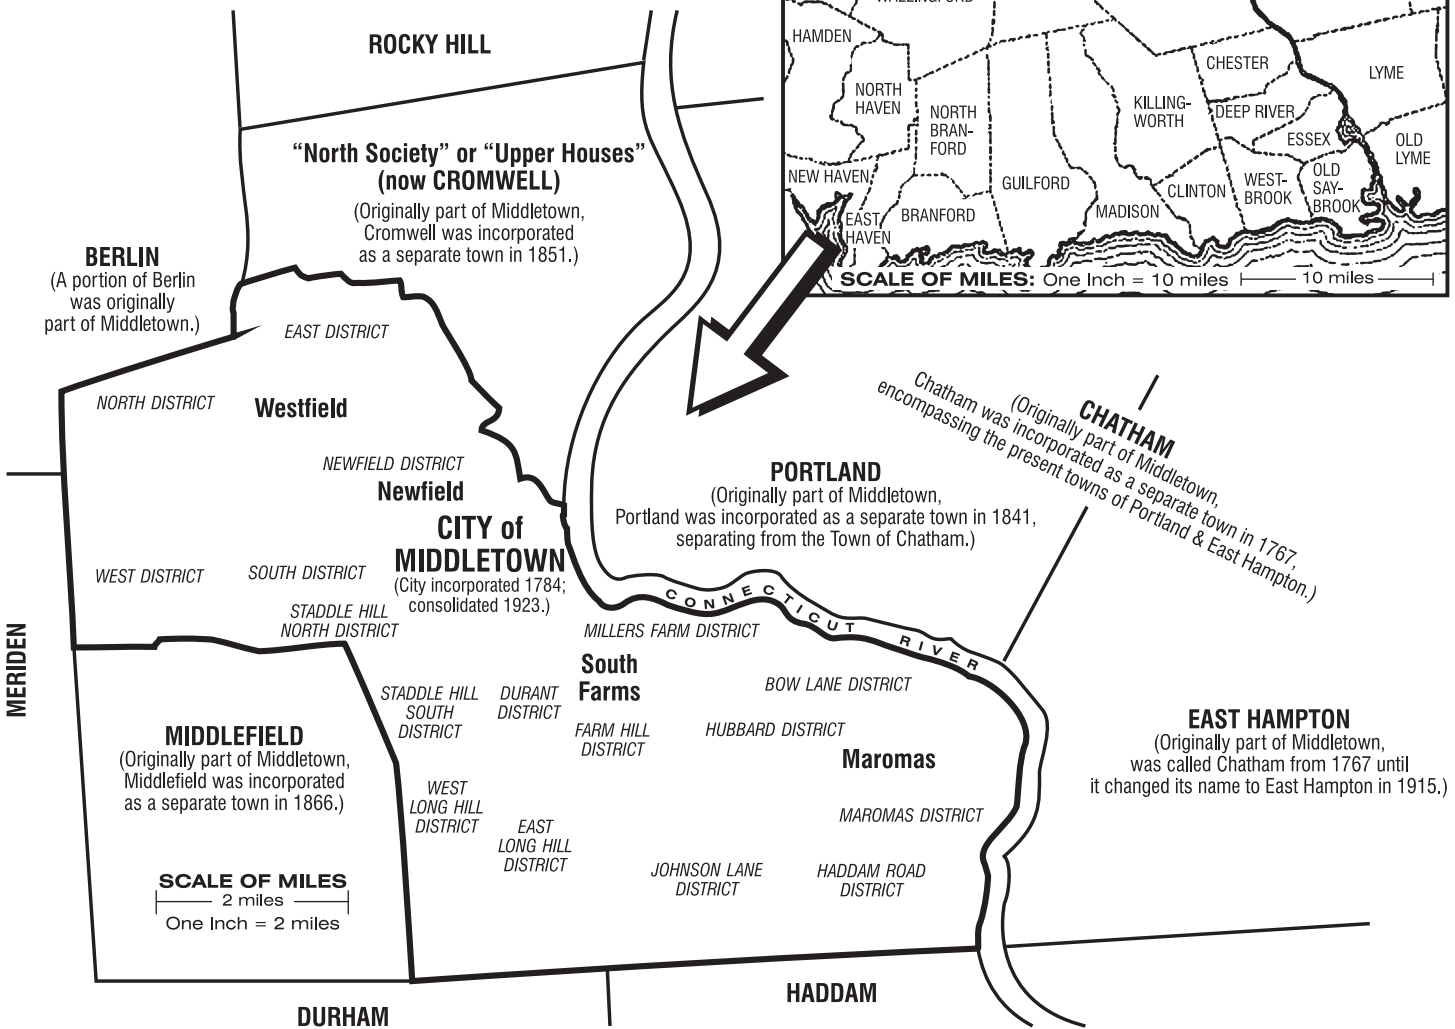 ROCKY HILL
“North Society” or “Upper Houses”
(now CROMWELL)
(Originally part of Middletown,
Cromwell was incorporated
as a separate town in 1851.)
BERLIN
(A portion of Berlin
was originally
part of Middletown.)
HAMDEN
NORTH
HAVEN
NORTH
BRAN-
FORD
NEW HAVEN
EAST
HAVEN
BRANFORD
GUILFORD
MADISON
KILLING-
WORTH
CLINTON
CHESTER
DEEP RIVER
ESSEX
WEST-
BROOK
OLD
SAY-
BROOK
LYME
OLD
LYME
SCALE OF MILES: One Inch = 10 miles
10 miles
EAST DISTRICT
NORTH DISTRICT
Westfield
NEWFIELD DISTRICT
Newfield
CITY of
MIDDLETOWN
(City incorporated 1784;
consolidated 1923.)
WEST DISTRICT
SOUTH DISTRICT
STADDLE HILL
NORTH DISTRICT
PORTLAND
(Originally part of Middletown,
Portland was incorporated as a separate town in 1841,
separating from the Town of Chatham.)
CHATHAM
(Originally part of Middletown,
Chatham was incorporated as a separate town in 1767,
encompassing the present towns of Portland & East Hampton.)
CONNECTICUT RIVER
MILLERS FARM DISTRICT
South
Farms
BOW LANE DISTRICT
STADDLE HILL
SOUTH
DISTRICT
DURANT
DISTRICT
FARM HILL
DISTRICT
HUBBARD DISTRICT
Maromas
MERIDEN
MIDDLEFIELD
(Originally part of Middletown,
Middlefield was incorporated
as a separate town in 1866.)
EAST HAMPTON
(Originally part of Middletown,
was called Chatham from 1767 until
it changed its name to East Hampton in 1915.)
WEST
LONG HILL
DISTRICT
EAST
LONG HILL
DISTRICT
MAROMAS DISTRICT
JOHNSON LANE
DISTRICT
HADDAM ROAD
DISTRICT
SCALE OF MILES
2 miles
One Inch = 2 miles
DURHAM
HADDAM